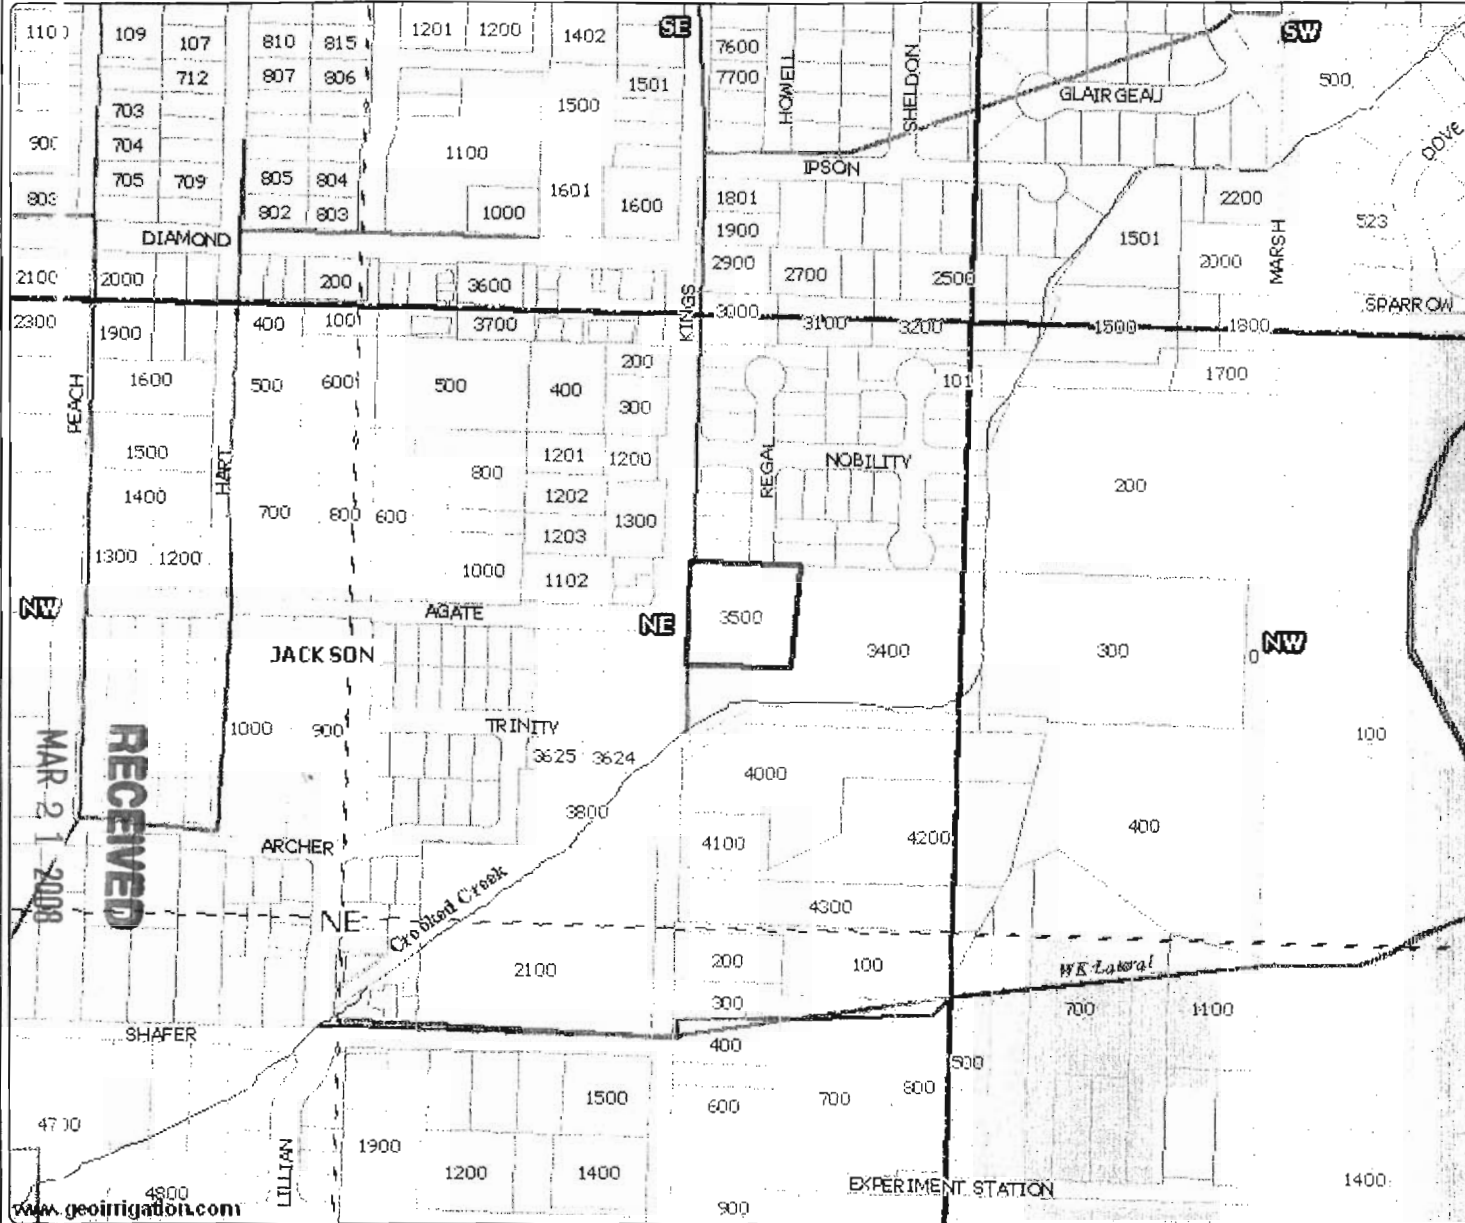 1100 109 107 810 815 1201 1200 1402 SE 7600 HOWELL SHELDON SW
712 807 806 1501 7700 GLAIRGEAU 500
703 1500
900 704 1100 DOVE
705 709 805 804 1601 IPSON
803 802 803 1000 1600 1801 2200
DIAMOND 1900 1501 523
2100 2000 200 3600 2900 2700 2500 2000 MARSH
2300 1900 400 100 3700 KINGS 3000 3100 3200 1500 1800 SPARROW
1600 500 600 500 400 200 101 1700
PEACH 300
1500 HART 800 1201 1200 REGAL NOBILITY
1400 1202 200
700 800 600 1203 1300
1300 1200 1000 1102
NW AGATE NE 3500
JACKSON 3400 300 0 NW
1000 900 TRINITY 100
RECEIVED
MAR 21 2008
3625 3624 4000
3800 4100 4200 400
ARCHER
NE Crooked Creek 4300
2100 200 100 WK Lateral
300 700 1100
SHAFER 400
500
1500 600 700 800
4700 LILLIAN 1900 1200 1400
4800 900 EXPERIMENT STATION 1400
www.geoirrigation.com